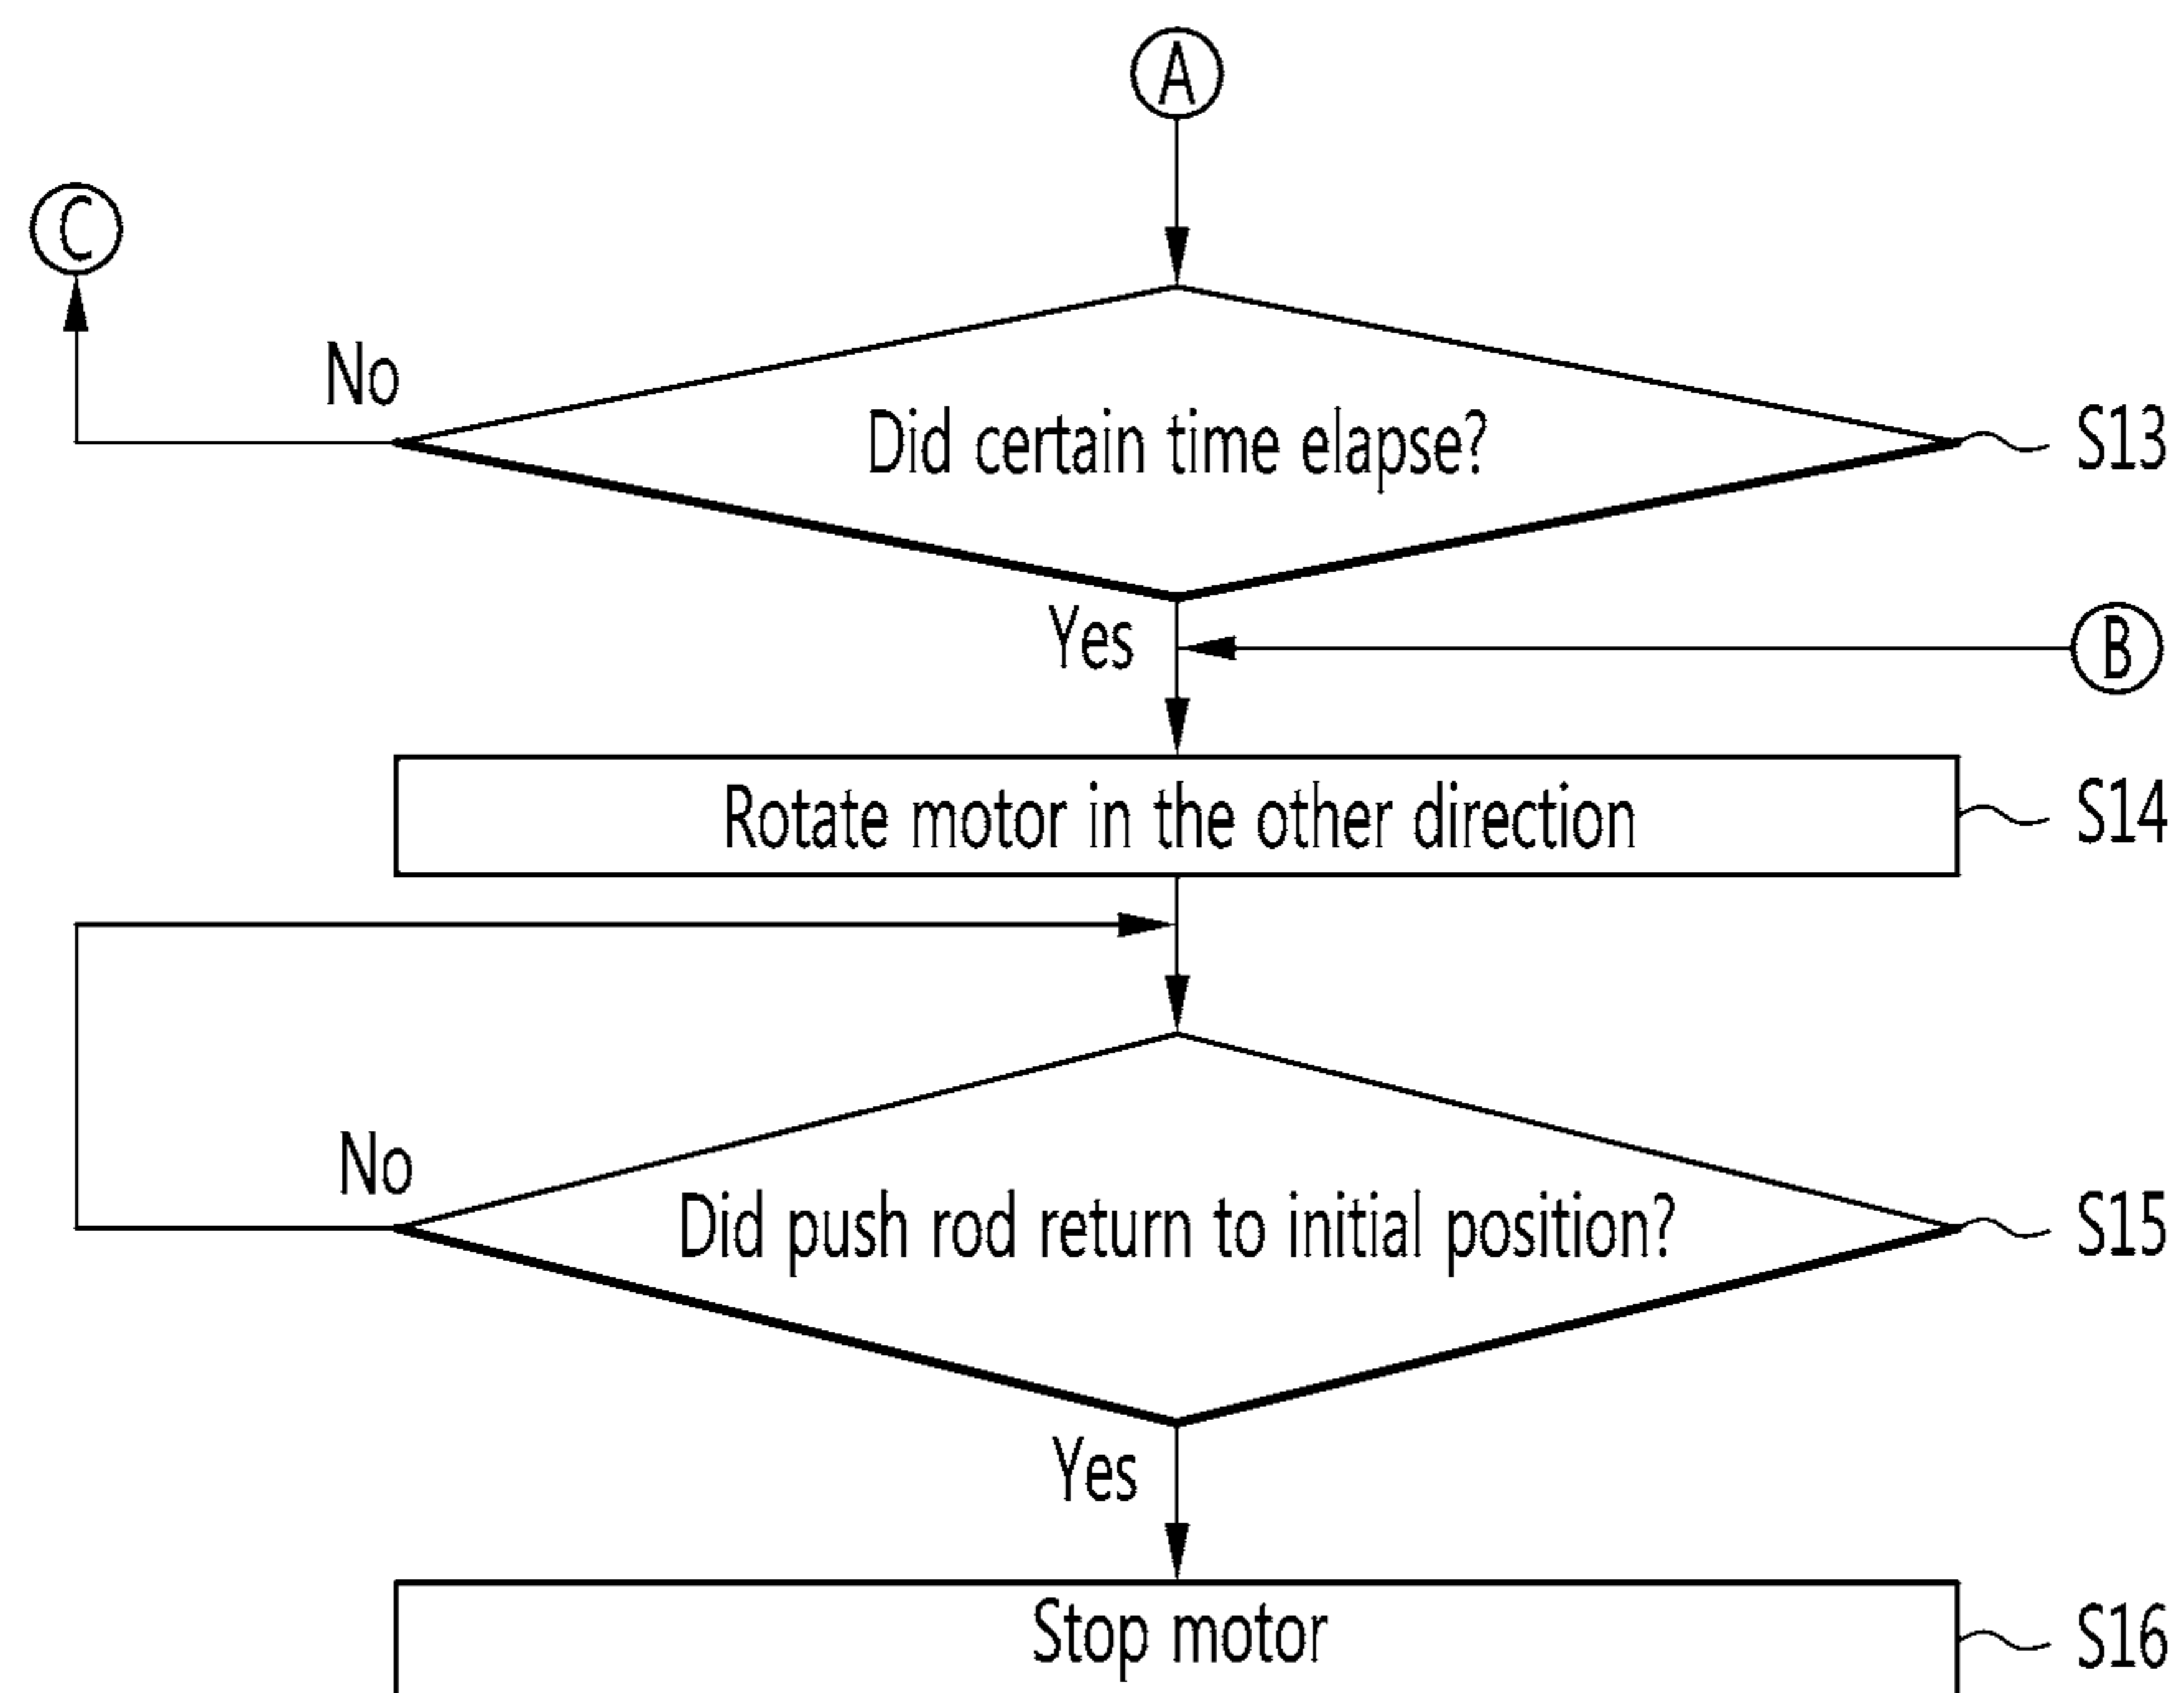 A
C
No
Did certain time elapse?
S13
Yes
B
Rotate motor in the other direction
S14
No
Did push rod return to initial position?
S15
Yes
Stop motor
S16